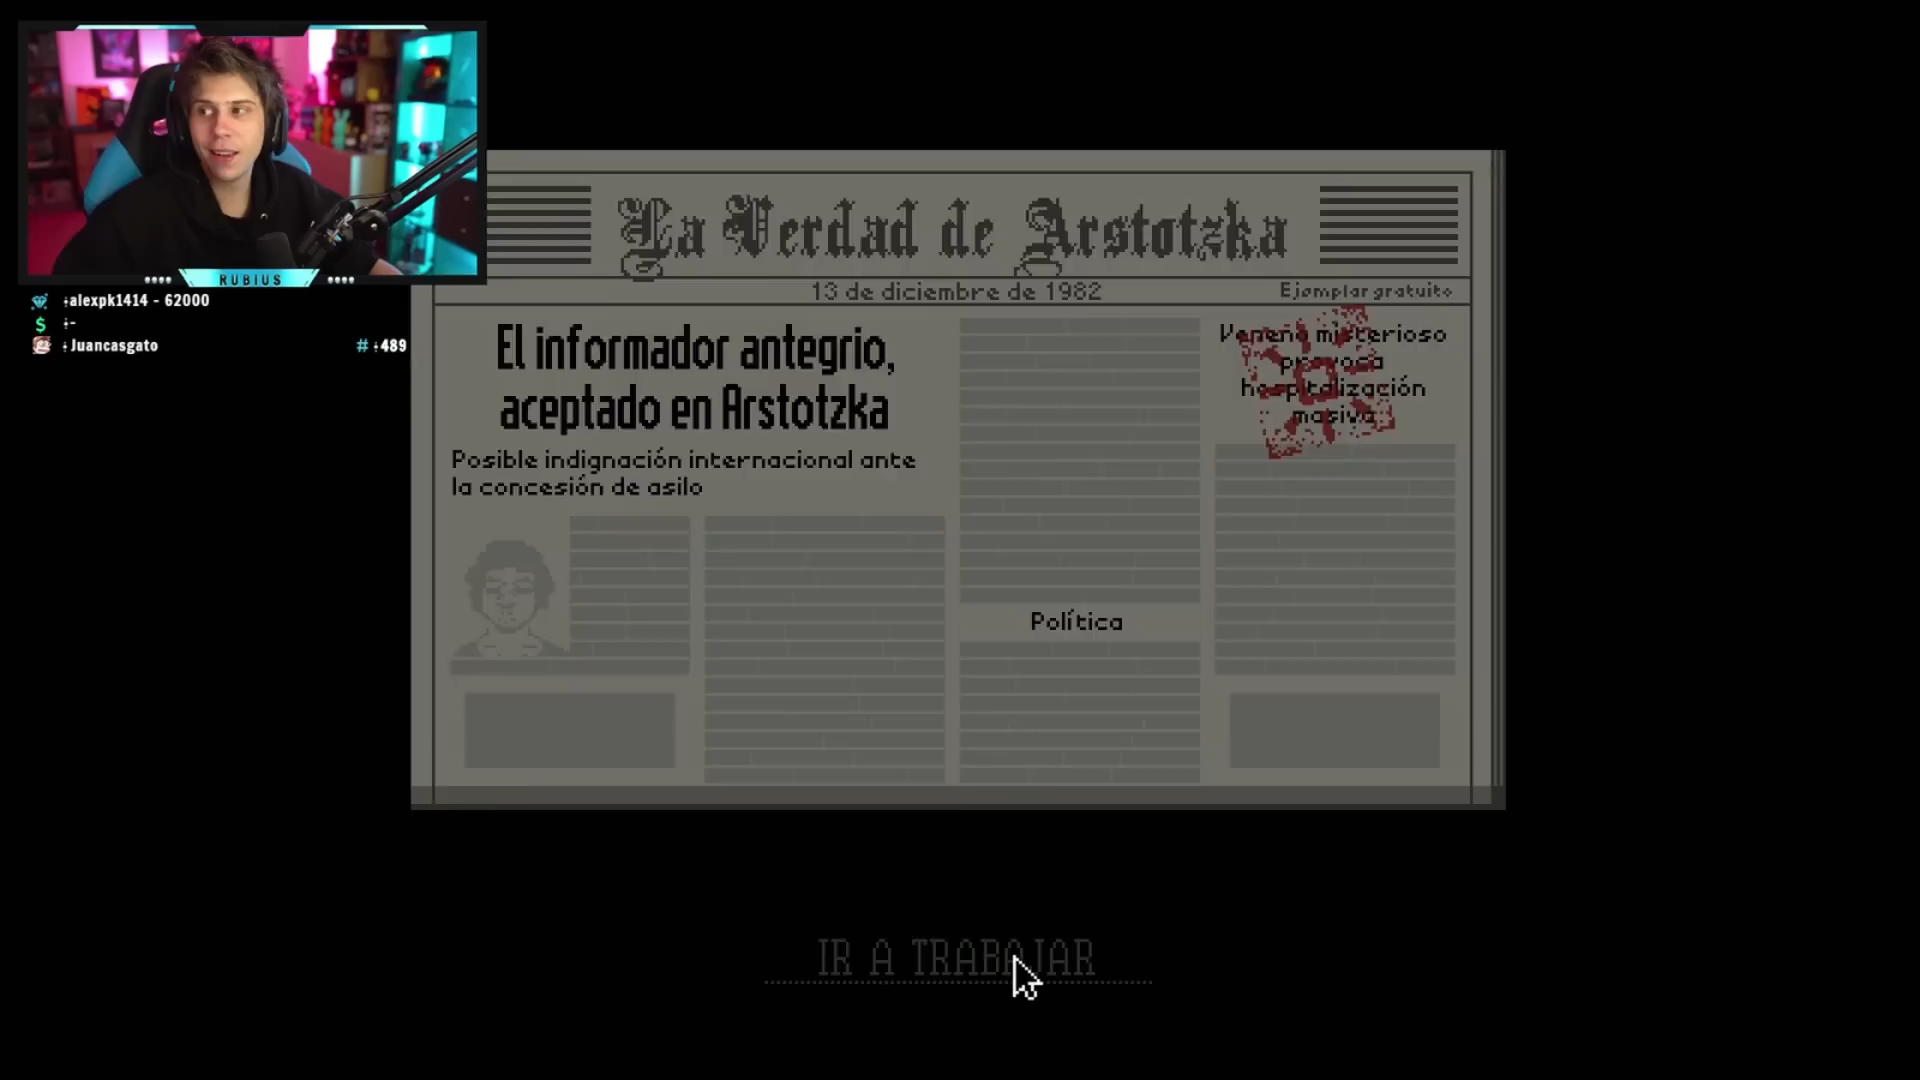 RUBIUS
:alexpk1414 - 62000
:-
:Juancasgato
# :489
La Verdad de Arstotzka
13 de diciembre de 1982
Ejemplar gratuito
El informador antegrio,
aceptado en Arstotzka
Posible indignación internacional ante
la concesión de asilo
Política
Veneno misterioso
provoca
hospitalización
masiva
IR A TRABAJAR